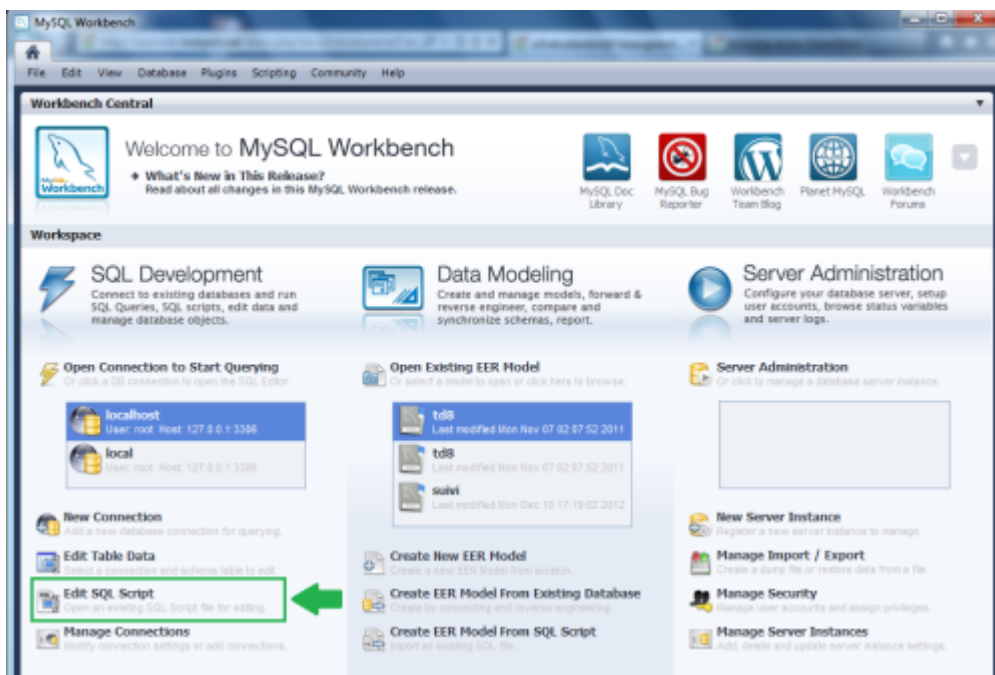 MySQL Workbench
File Edit View Database Plugins Scripting Community Help
Workbench Central
Welcome to MySQL Workbench
What's New in This Release?
Read about all changes in this MySQL Workbench release.
Workbench
MySQL Doc
Library
MySQL Bug
Reporter
Workbench
Team Blog
Planet MySQL
Workbench
Forums
Workspace
SQL Development
Connect to existing databases and run
SQL Queries, SQL scripts, edit data and
manage database objects.
Open Connection to Start Querying
Or click a DB connection to open the SQL Editor.
localhost
User: root Host: 127.0.0.1:3306
local
User: root Host: 127.0.0.1:3306
New Connection
Add a new database connection for querying.
Edit Table Data
Select a connection and schema table to edit.
Edit SQL Script
Open an existing SQL Script file for editing.
Manage Connections
Modify connection settings or add connections.
Data Modeling
Create and manage models, forward &
reverse engineer, compare and
synchronize schemas, report.
Open Existing EER Model
Or select a model to open or click here to browse.
td8
Last modified Mon Nov 07 02:07:52 2011
td8
Last modified Mon Nov 07 02:07:52 2011
suivi
Last modified Mon Dec 10 17:19:02 2012
Create New EER Model
Create a new EER Model from scratch.
Create EER Model From Existing Database
Create by connecting and reverse engineering.
Create EER Model From SQL Script
Import an existing SQL file.
Server Administration
Configure your database server, setup
user accounts, browse status variables
and server logs.
Server Administration
Or click to manage a database server instance.
New Server Instance
Register a new server instance to manage.
Manage Import / Export
Create a dump file or restore data from a file.
Manage Security
Manage user accounts and assign privileges.
Manage Server Instances
Add, delete and update server instance settings.